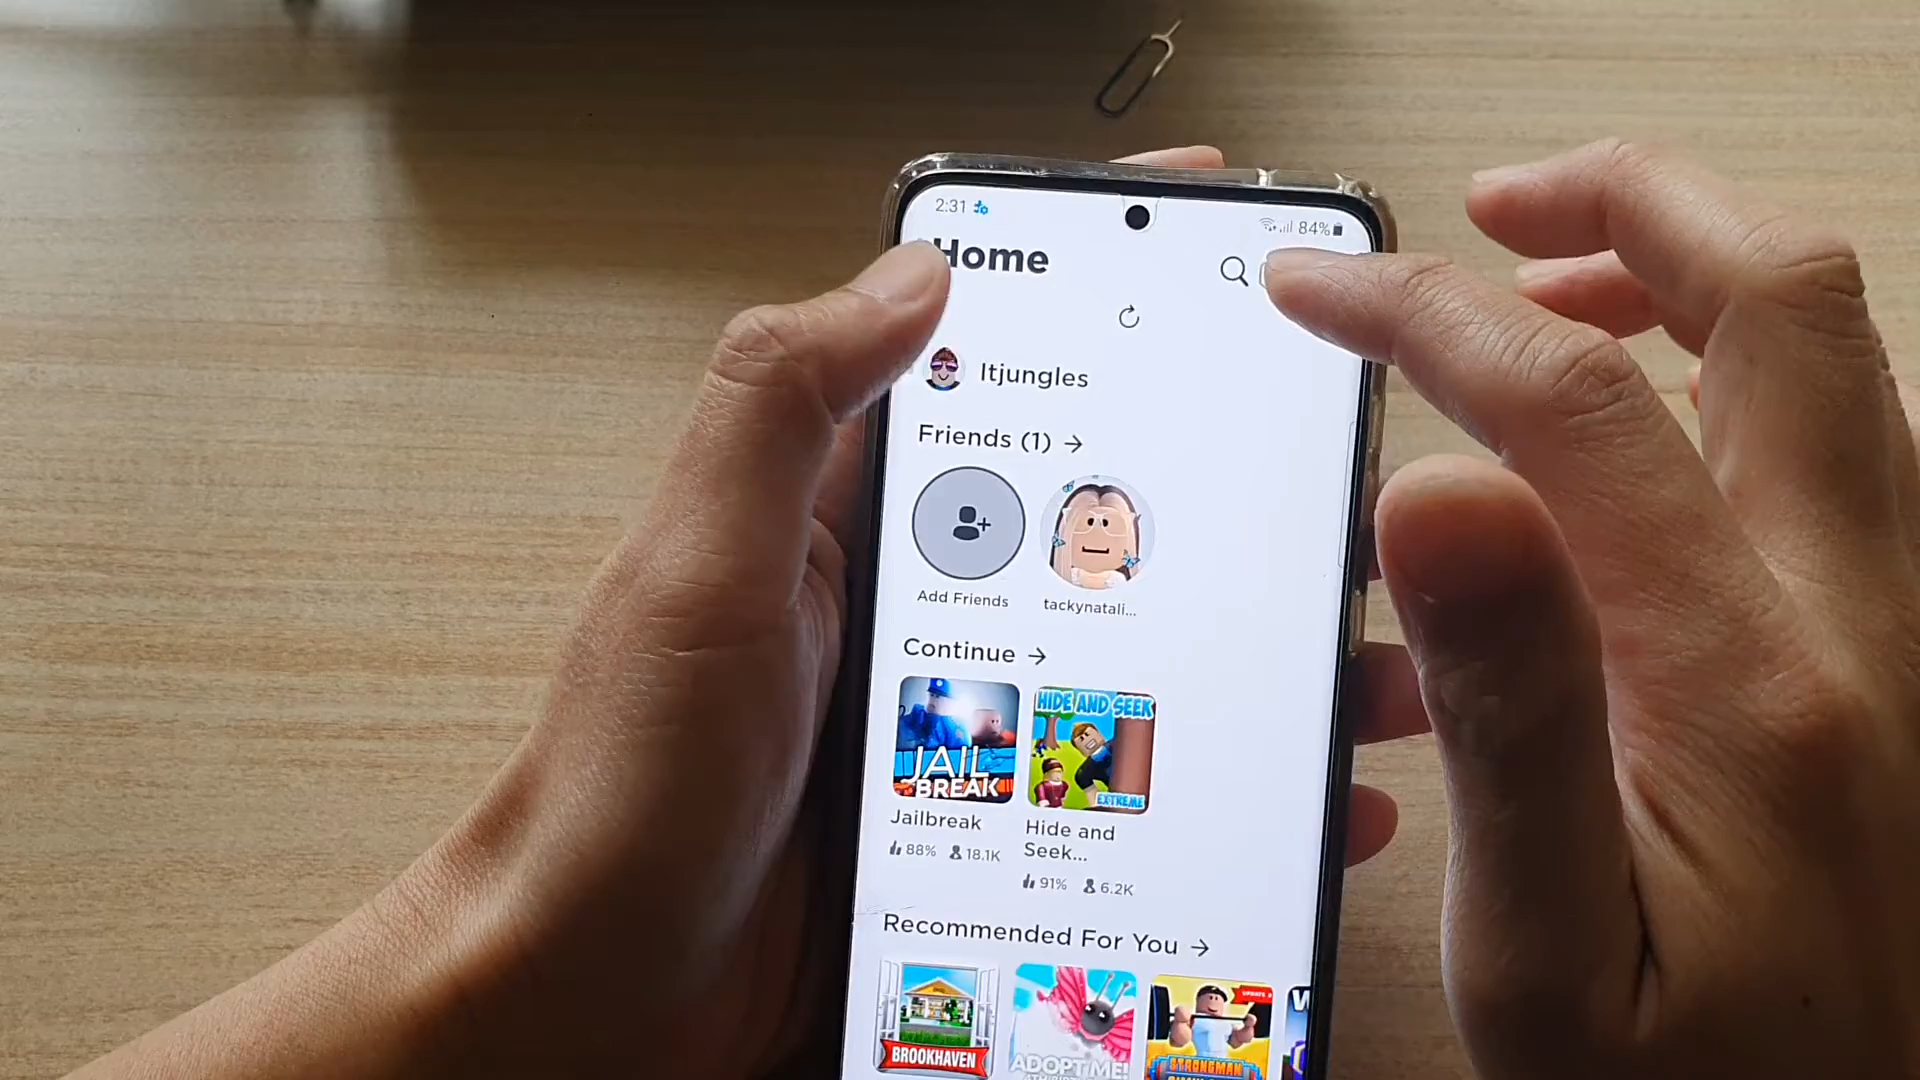 2:31
84%
Home
Itjungles
Friends (1)
Add Friends
tackynatali...
Continue
JAIL
BREAK
HIDE AND SEEK
EXTREME
Jailbreak
Hide and
Seek...
88% 18.1K
91% 6.2K
Recommended For You
BROOKHAVEN
ADOPT ME!
STRONGMAN